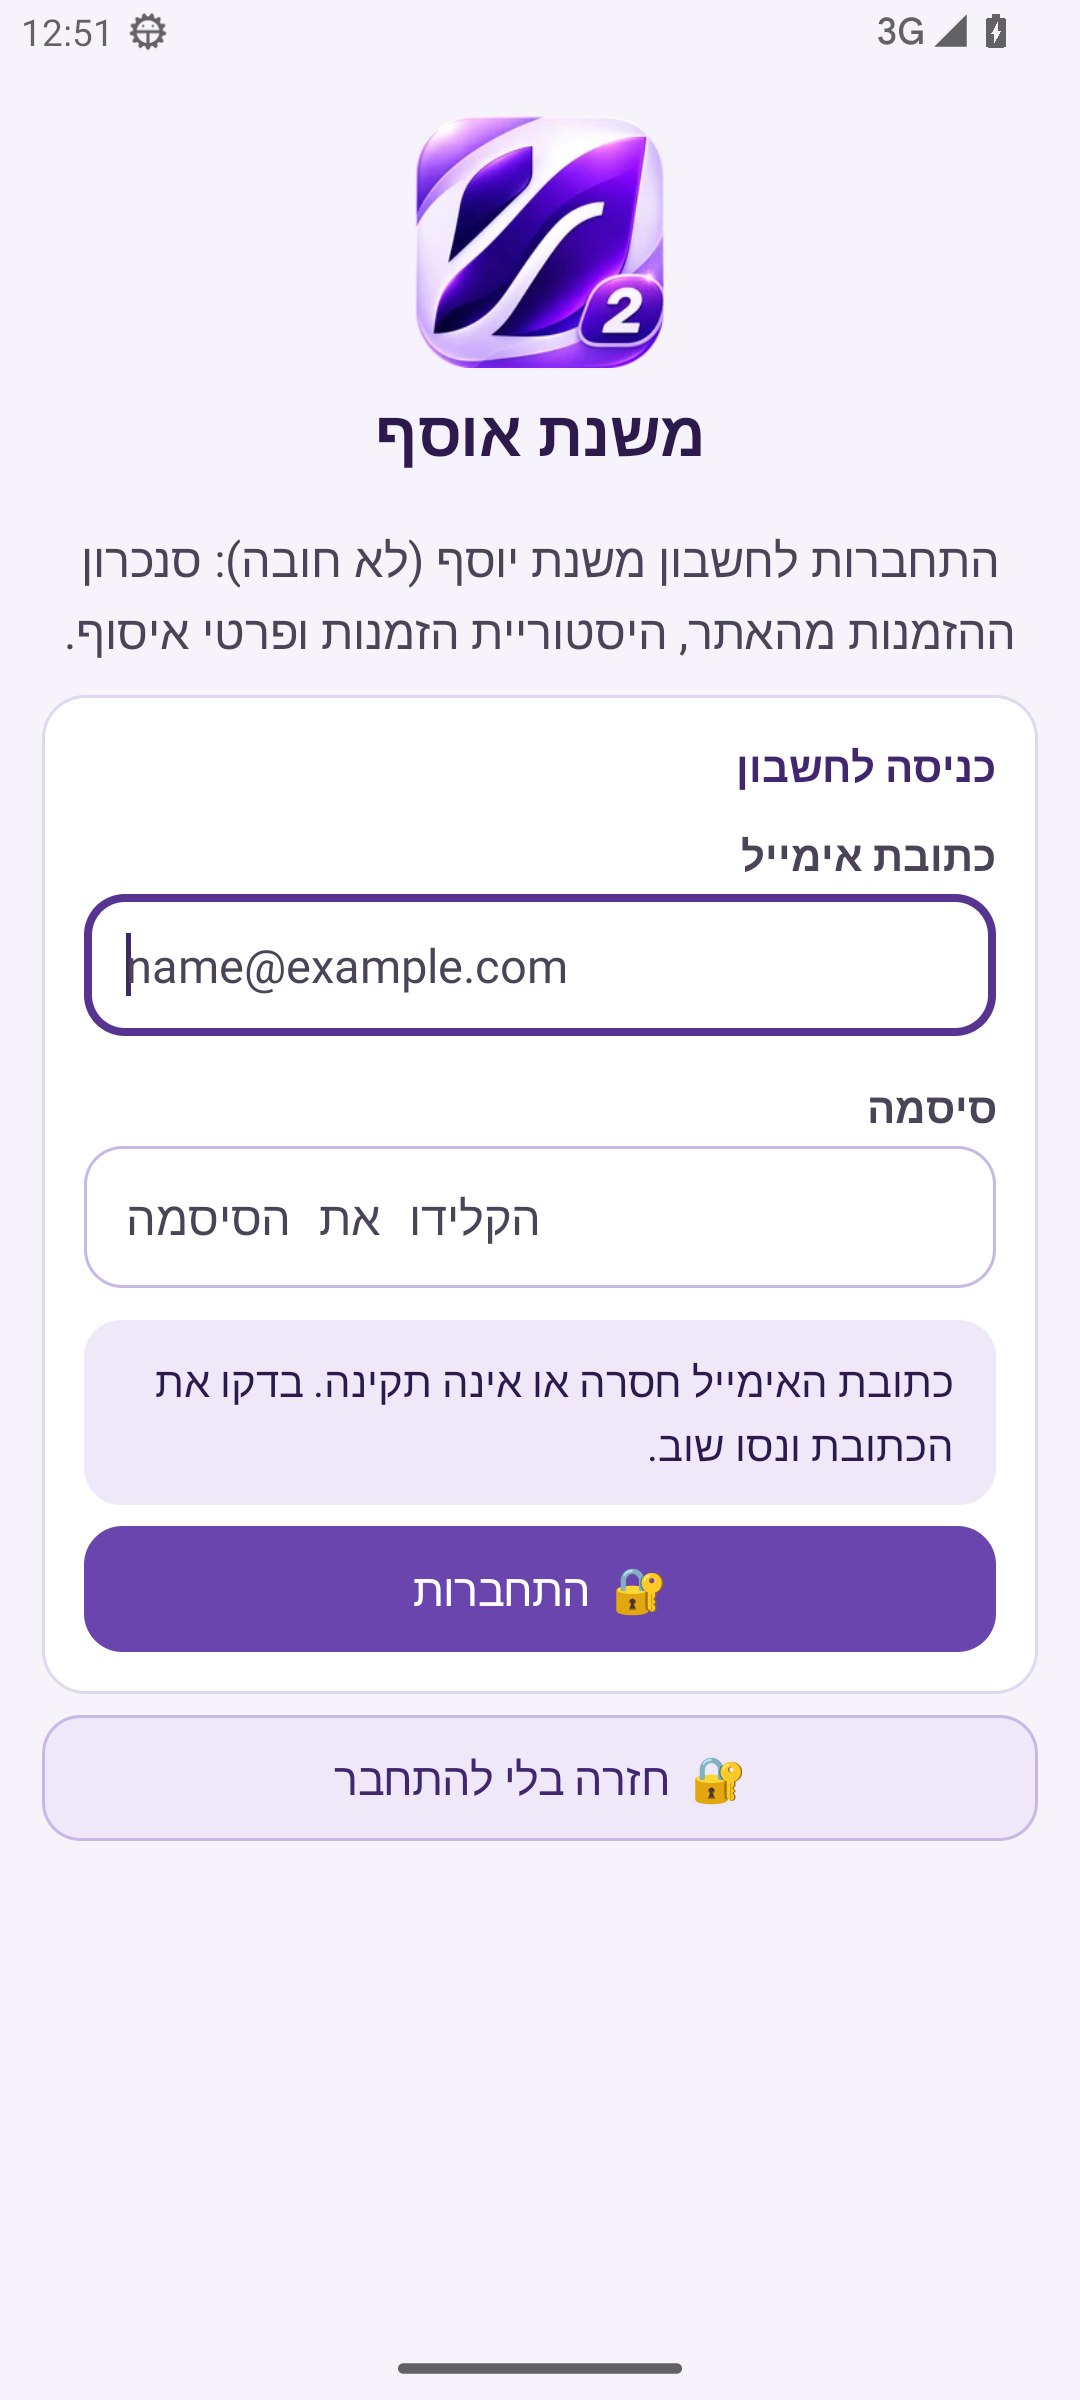 12:51
3G
2
משנת אוסף
התחברות לחשבון משנת יוסף (לא חובה): סנכרון
ההזמנות מהאתר, היסטוריית הזמנות ופרטי איסוף.
כניסה לחשבון
כתובת אימייל
name@example.com
סיסמה
הקלידו את הסיסמה
כתובת האימייל חסרה או אינה תקינה. בדקו את
הכתובת ונסו שוב.
🔐 התחברות
🔐 חזרה בלי להתחבר